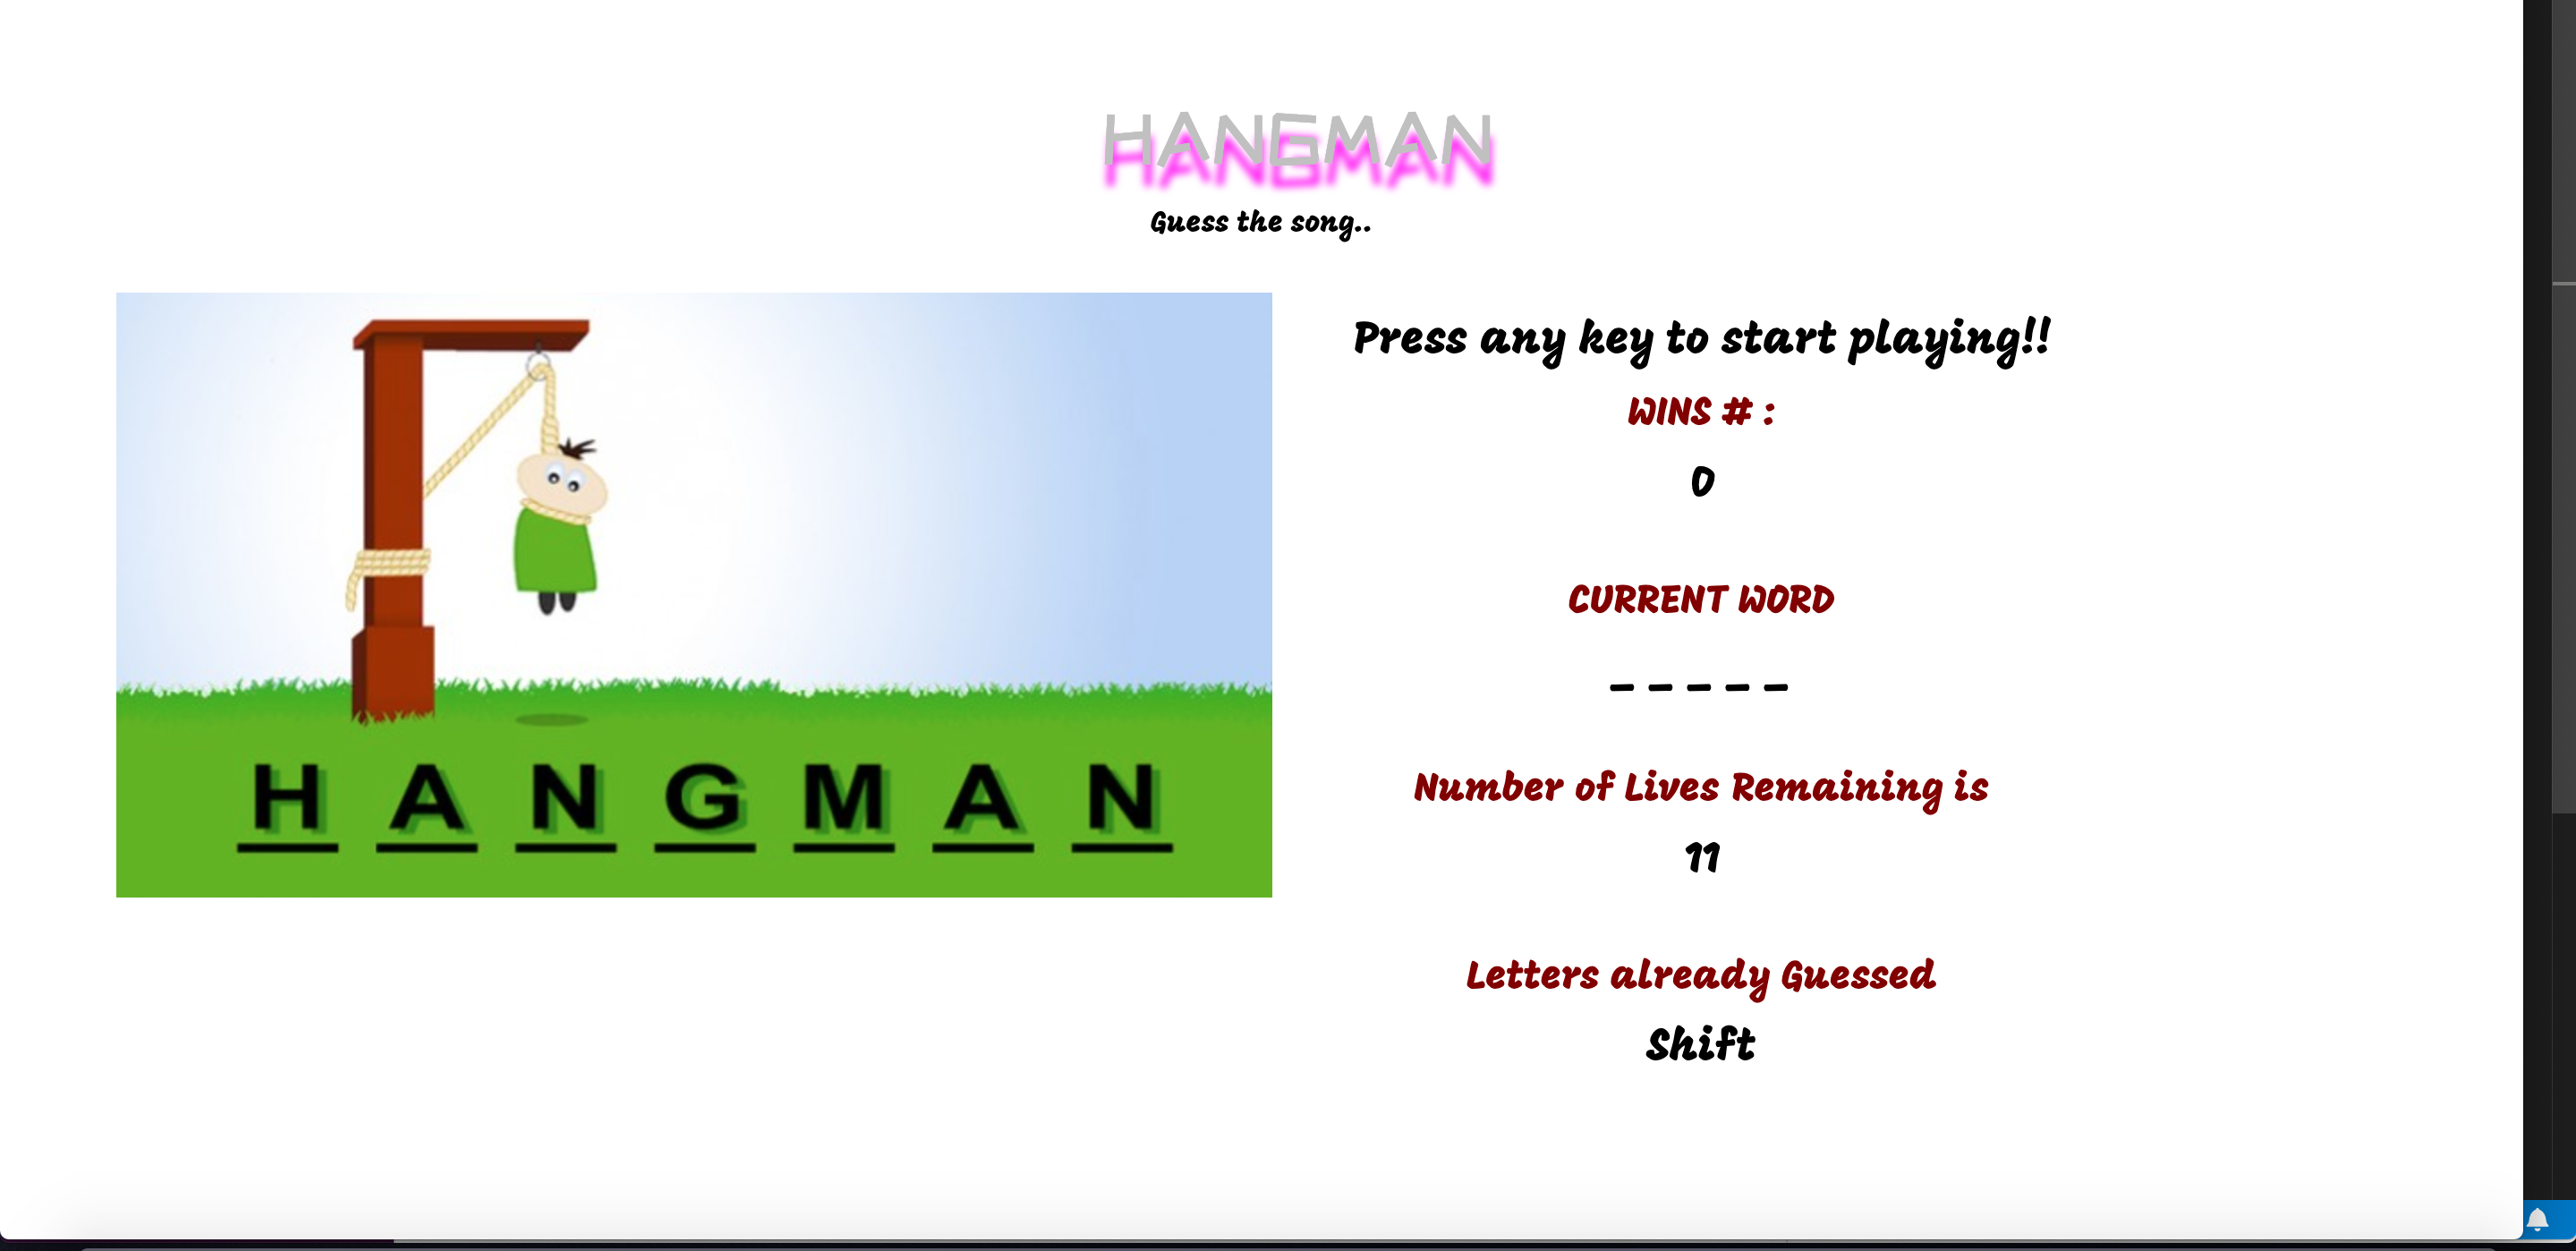 HANGMAN
Guess the song..
H A N G M A N
Press any key to start playing!!
WINS # :
0
CURRENT WORD
_ _ _ _ _
Number of Lives Remaining is
11
Letters already Guessed
Shift